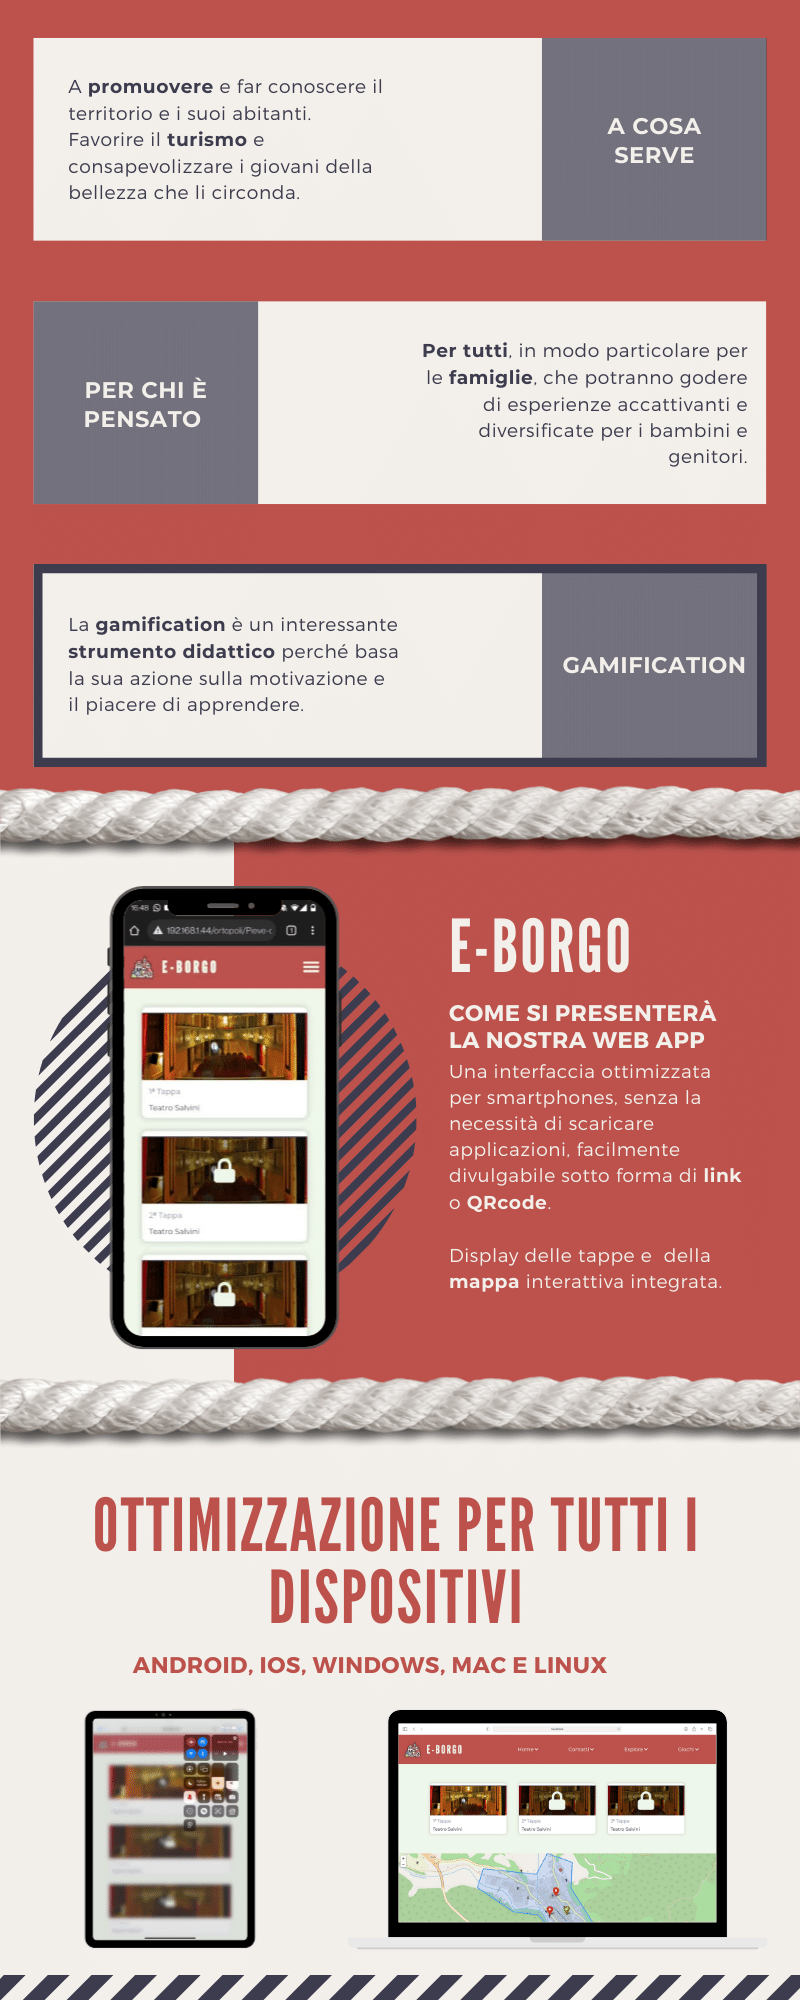 A promuovere e far conoscere il
territorio e i suoi abitanti.
Favorire il turismo e
consapevolizzare i giovani della
bellezza che li circonda.
A COSA
SERVE
PER CHI È
PENSATO
Per tutti, in modo particolare per
le famiglie, che potranno godere
di esperienze accattivanti e
diversificate per i bambini e
genitori.
La gamification è un interessante
strumento didattico perché basa
la sua azione sulla motivazione e
il piacere di apprendere.
GAMIFICATION
16:48
192.168.1.44/ortopoli/Pieve-c
1
E-BORGO
1ª Tappa
Teatro Salvini
2ª Tappa
Teatro Salvini
E-BORGO
COME SI PRESENTERÀ
LA NOSTRA WEB APP
Una interfaccia ottimizzata
per smartphones, senza la
necessità di scaricare
applicazioni, facilmente
divulgabile sotto forma di link
o QRcode.
Display delle tappe e  della
mappa interattiva integrata.
OTTIMIZZAZIONE PER TUTTI I
DISPOSITIVI
ANDROID, IOS, WINDOWS, MAC E LINUX
E-BORGO
Home
Contatti
Esplora
Giochi
1ª Tappa
Teatro Salvini
2ª Tappa
Teatro Salvini
Tappa
Teatro Salvini